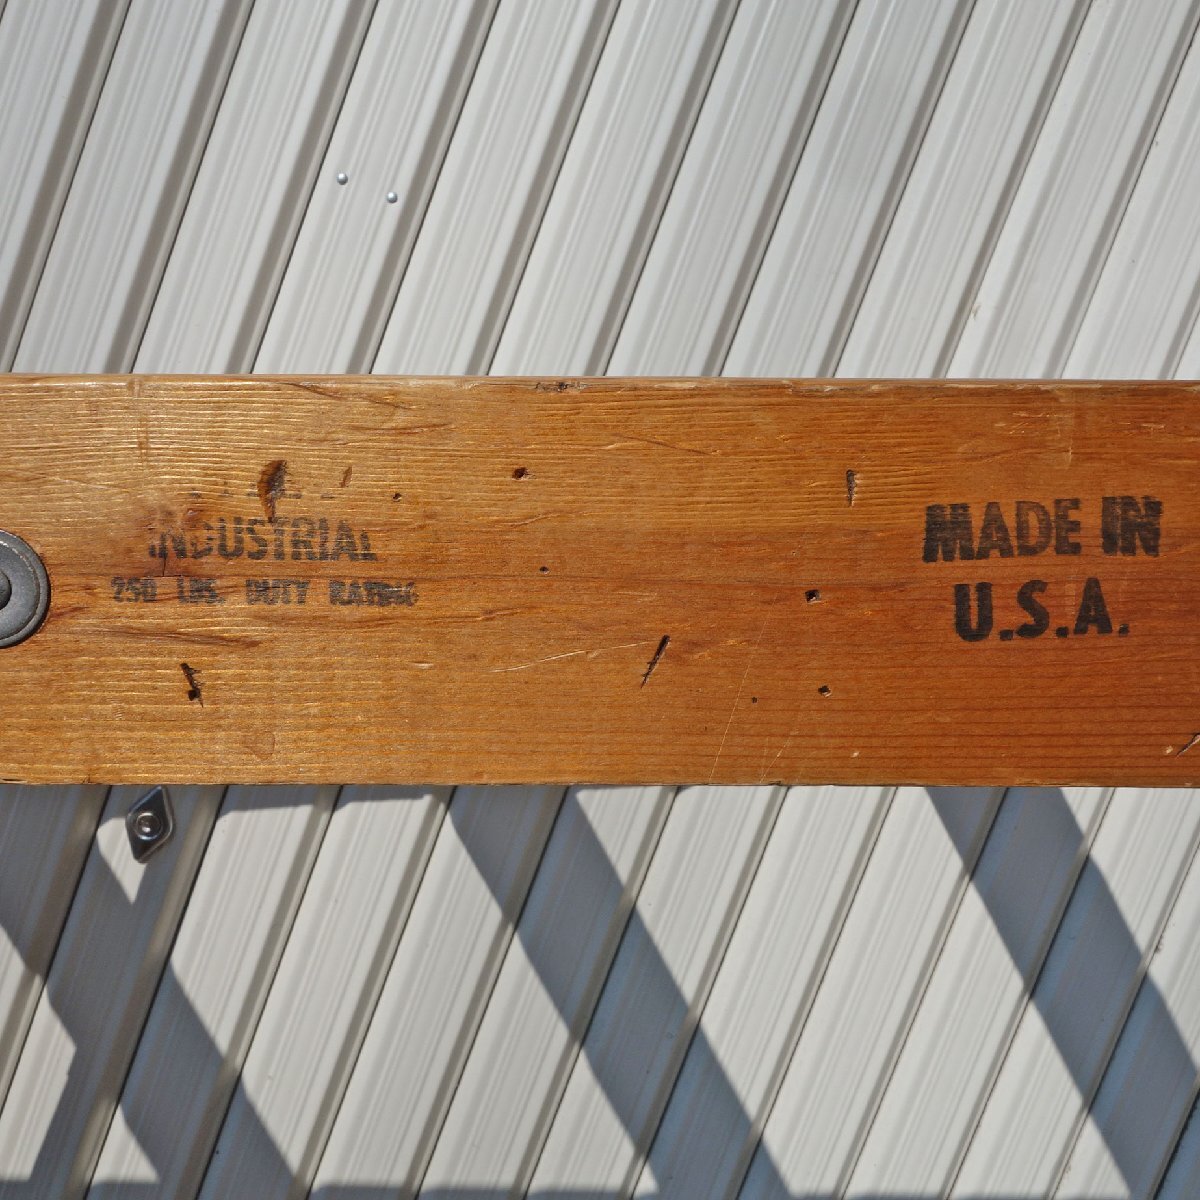 INDUSTRIAL
250 LBS. DUTY RATING
MADE IN
U.S.A.